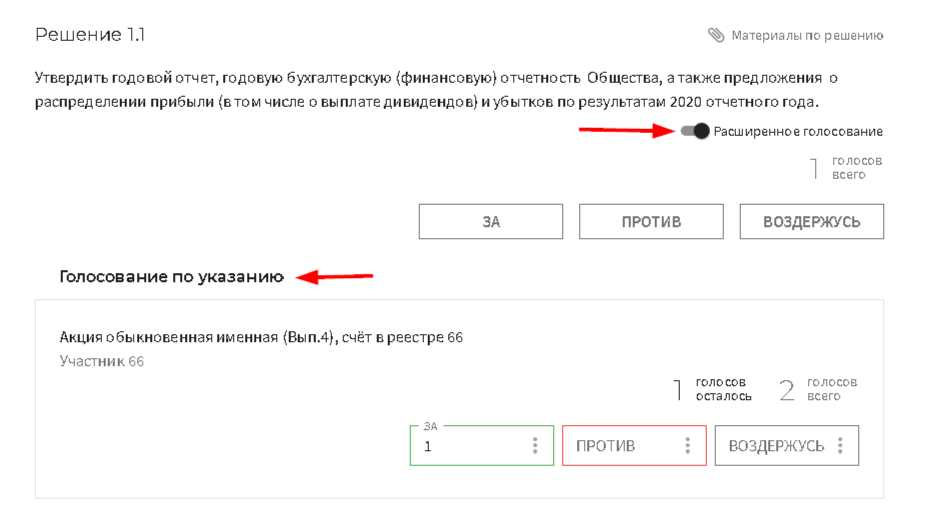 Решение 1.1
Материалы по решению
Утвердить годовой отчет, годовую бухгалтерскую (финансовую) отчетность Общества, а также предложения о
распределении прибыли (в том числе о выплате дивидендов) и убытков по результатам 2020 отчетного года.
Расширенное голосование
1 голосов
всего
ЗА ПРОТИВ ВОЗДЕРЖУСЬ
Голосование по указанию
Акция обыкновенная именная (Вып.4), счёт в реестре 66
Участник 66
1 голосов осталось 2 голосов всего
ЗА
1 ПРОТИВ ВОЗДЕРЖУСЬ